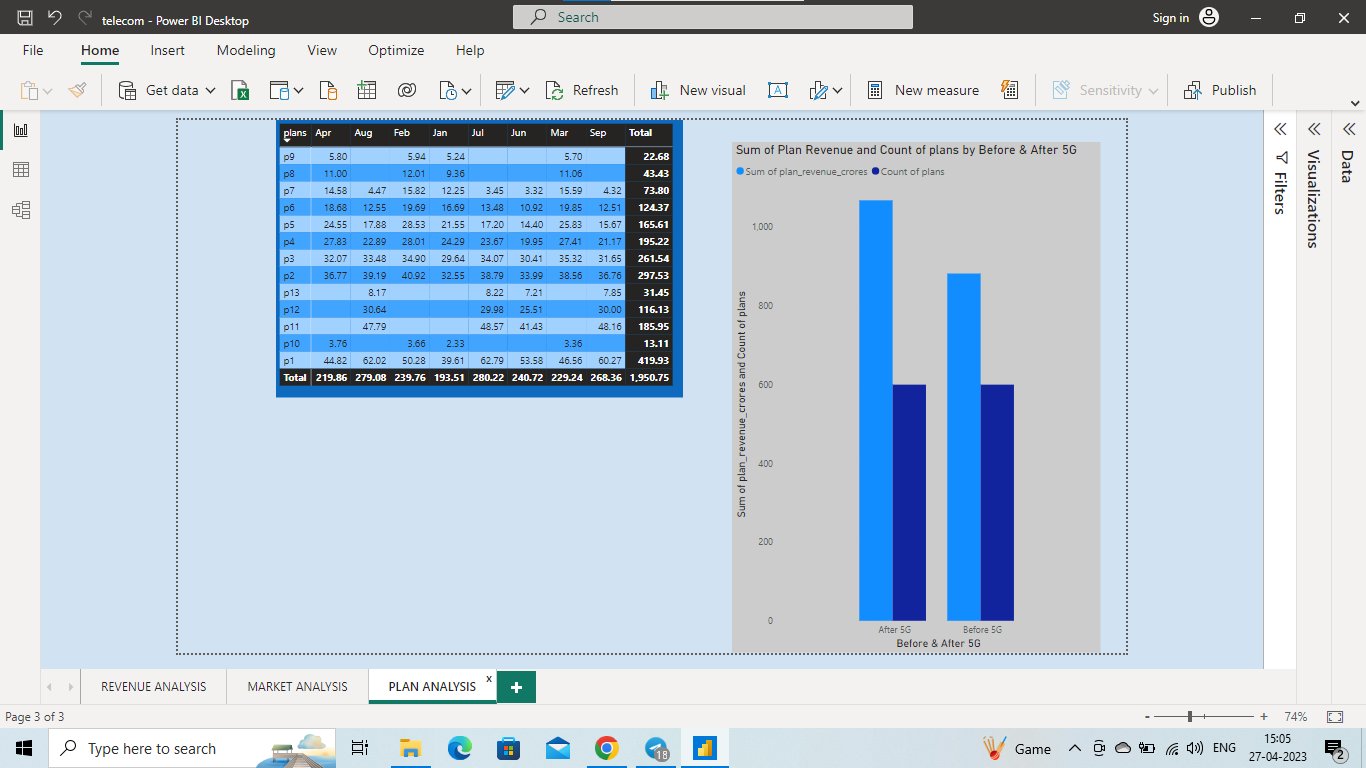 telecom - Power BI Desktop
Search
Sign in
File Home Insert Modeling View Optimize Help
Get data Refresh New visual New measure Sensitivity Publish
plans Apr Aug Feb Jan Jul Jun Mar Sep Total
p9 5.80 5.94 5.24 5.70 22.68
p8 11.00 12.01 9.36 11.06 43.43
p7 14.58 4.47 15.82 12.25 3.45 3.32 15.59 4.32 73.80
p6 18.68 12.55 19.69 16.69 13.48 10.92 19.85 12.51 124.37
p5 24.55 17.88 28.53 21.55 17.20 14.40 25.83 15.67 165.61
p4 27.83 22.89 28.01 24.29 23.67 19.95 27.41 21.17 195.22
p3 32.07 33.48 34.90 29.64 34.07 30.41 35.32 31.65 261.54
p2 36.77 39.19 40.92 32.55 38.79 33.99 38.56 36.76 297.53
p13 8.17 8.22 7.21 7.85 31.45
p12 30.64 29.98 25.51 30.00 116.13
p11 47.79 48.57 41.43 48.16 185.95
p10 3.76 3.66 2.33 3.36 13.11
p1 44.82 62.02 50.28 39.61 62.79 53.58 46.56 60.27 419.93
Total 219.86 279.08 239.76 193.51 280.22 240.72 229.24 268.36 1,950.75
Sum of Plan Revenue and Count of plans by Before & After 5G
Sum of plan_revenue_crores Count of plans
Sum of plan_revenue_crores and Count of plans
1,000
800
600
400
200
0
After 5G Before 5G
Before & After 5G
Filters
Visualizations
Data
REVENUE ANALYSIS MARKET ANALYSIS PLAN ANALYSIS x +
Page 3 of 3
- + 74%
Type here to search
18
Game
ENG
15:05
27-04-2023
2